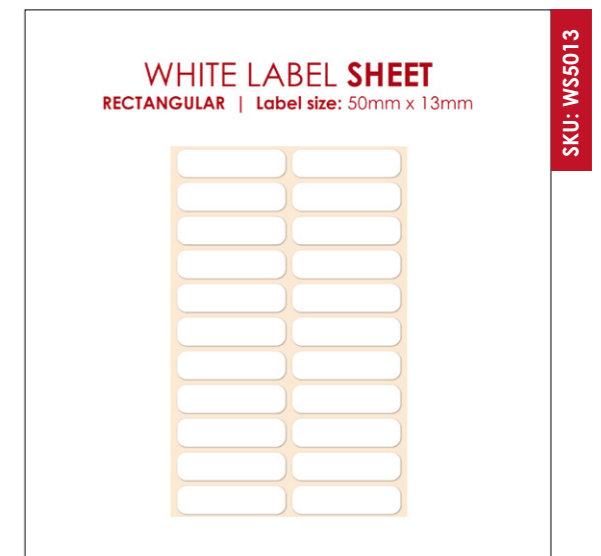 WHITE LABEL SHEET
RECTANGULAR | Label size: 50mm x 13mm
SKU: WS5013